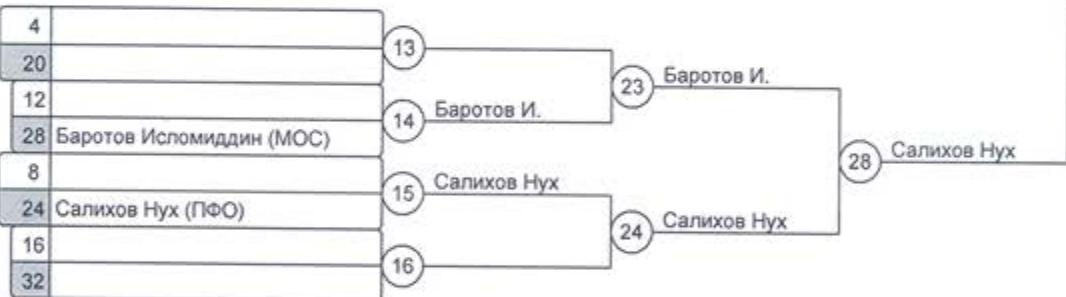 4
13
20
23 Баротов И.
12
14 Баротов И.
28 Баротов Исломиддин (МОС)
28 Салихов Нух
8
15 Салихов Нух
24 Салихов Нух (ПФО)
24 Салихов Нух
16
16
32